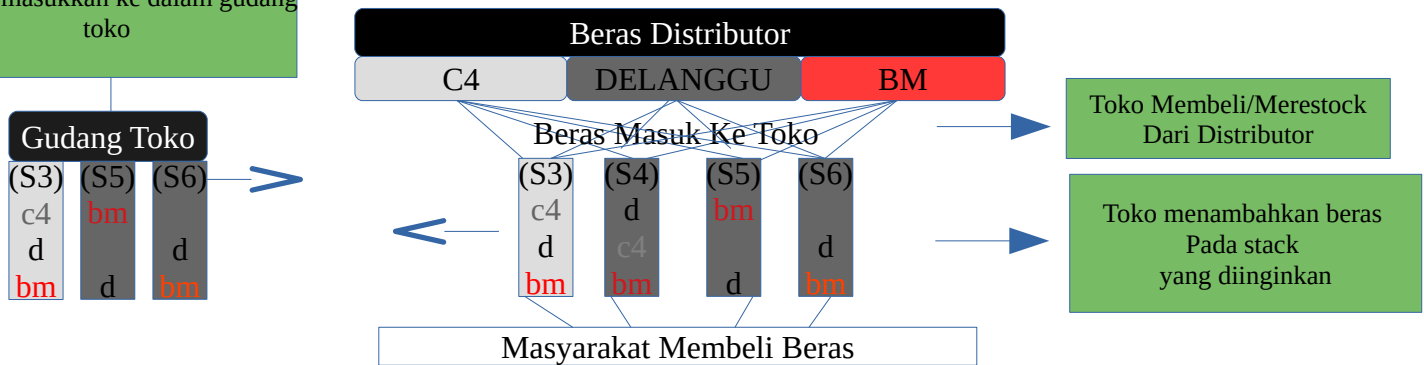 masukkan ke dalam gudang
toko
Beras Distributor
C4 DELANGGU BM
Toko Membeli/Merestock
Dari Distributor
Gudang Toko
Beras Masuk Ke Toko
(S3) (S5) (S6)
c4 bm
d d
bm d bm
(S3) (S4) (S5) (S6)
c4 d bm
d c4 d
bm bm d bm
Toko menambahkan beras
Pada stack
yang diinginkan
Masyarakat Membeli Beras